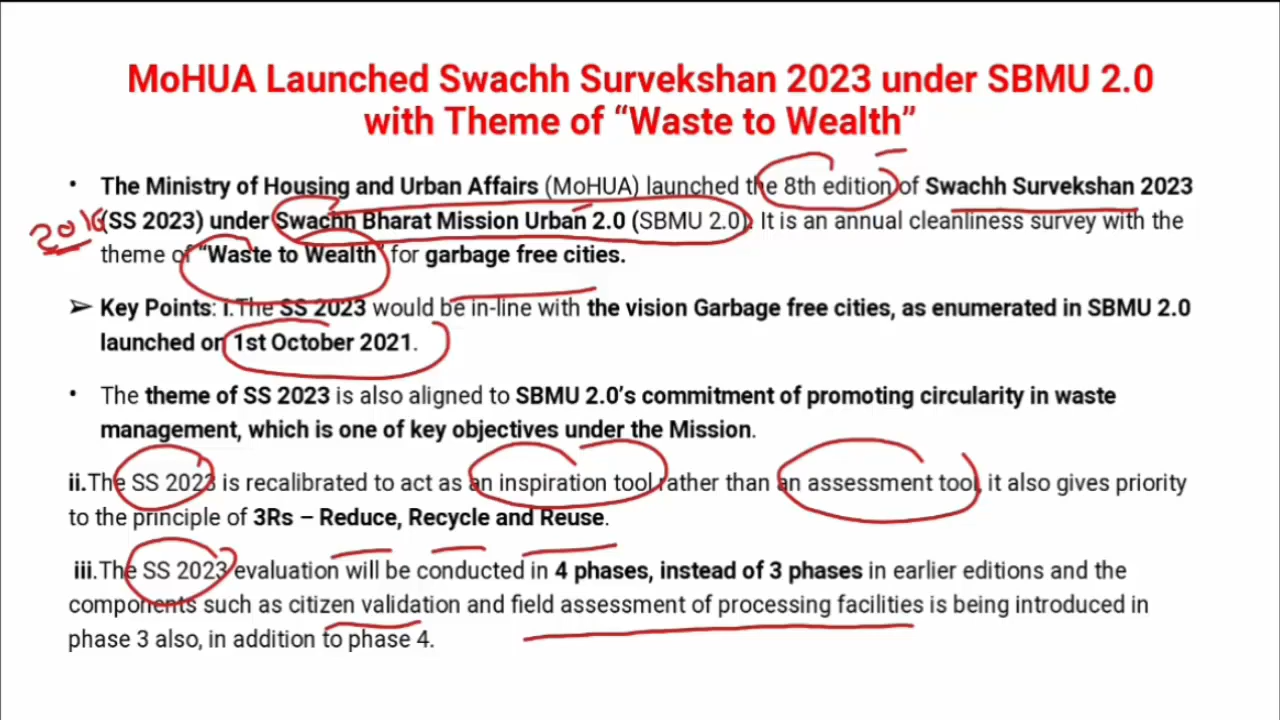 MoHUA Launched Swachh Survekshan 2023 under SBMU 2.0
with Theme of “Waste to Wealth”
• The Ministry of Housing and Urban Affairs (MoHUA) launched the 8th edition of Swachh Survekshan 2023
2016 (SS 2023) under Swachh Bharat Mission Urban 2.0 (SBMU 2.0). It is an annual cleanliness survey with the
theme of “Waste to Wealth” for garbage free cities.
➢ Key Points: i.The SS 2023 would be in-line with the vision Garbage free cities, as enumerated in SBMU 2.0
launched on 1st October 2021.
• The theme of SS 2023 is also aligned to SBMU 2.0’s commitment of promoting circularity in waste
management, which is one of key objectives under the Mission.
ii.The SS 2023 is recalibrated to act as an inspiration tool rather than an assessment tool, it also gives priority
to the principle of 3Rs – Reduce, Recycle and Reuse.
iii.The SS 2023 evaluation will be conducted in 4 phases, instead of 3 phases in earlier editions and the
components such as citizen validation and field assessment of processing facilities is being introduced in
phase 3 also, in addition to phase 4.